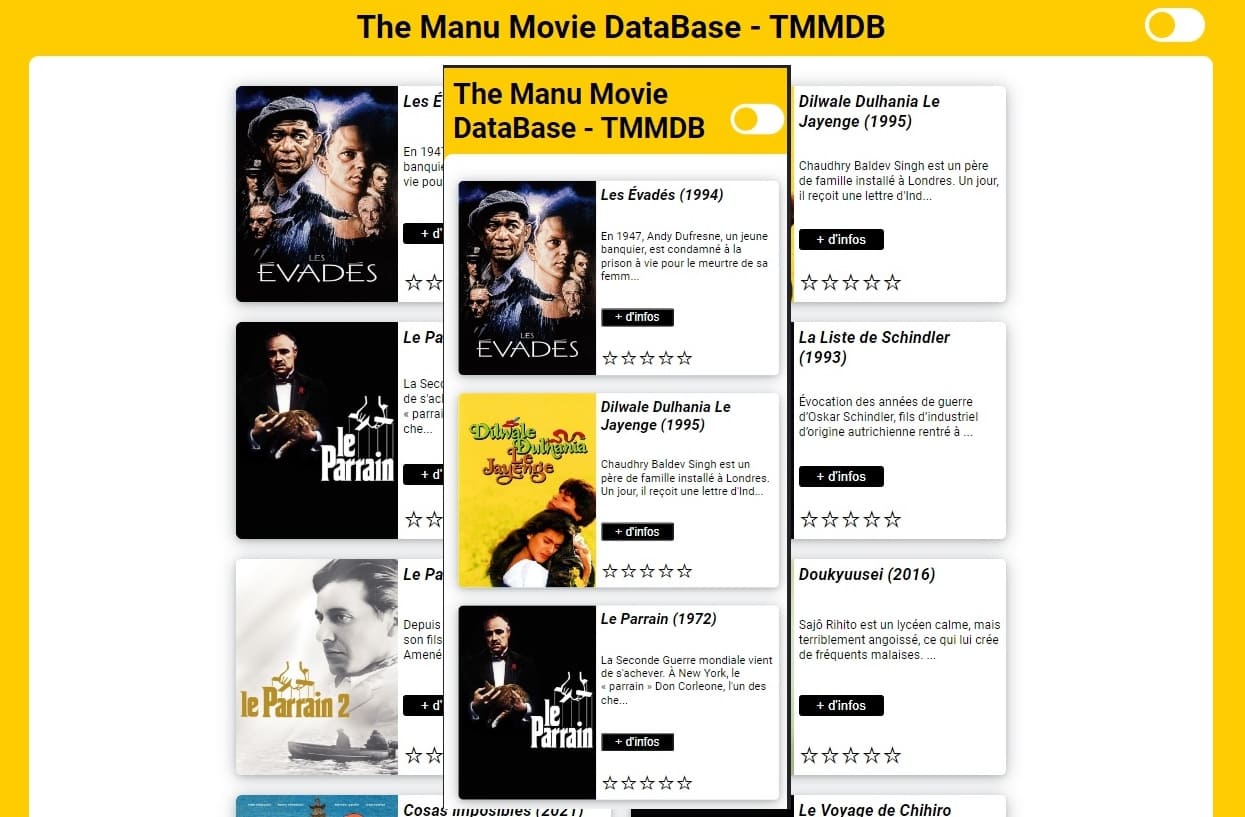 The Manu Movie DataBase - TMMDB
Les É
En 194
banquie
vie pou
+ d'
☆☆
LES
ÉVADÉS
Le Pa
La Seco
de s'acl
« parrai
che...
+ d'
☆☆
le
Parrain
Le Pa
Depuis
son fils
Amené
+ d'
☆☆
le Parrain 2
Cosas Imposibles (2021)
The Manu Movie
DataBase - TMMDB
Les Évadés (1994)
En 1947, Andy Dufresne, un jeune
banquier, est condamné à la
prison à vie pour le meurtre de sa
femm...
+ d'infos
☆☆☆☆☆
LES
ÉVADÉS
Dilwale Dulhania Le
Jayenge (1995)
Chaudhry Baldev Singh est un
père de famille installé à Londres.
Un jour, il reçoit une lettre d'Ind...
+ d'infos
☆☆☆☆☆
Dilwale
Dulhania
Le
Jayenge
Le Parrain (1972)
La Seconde Guerre mondiale vient
de s'achever. À New York, le
« parrain » Don Corleone, l'un des
che...
+ d'infos
☆☆☆☆☆
le
Parrain
Dilwale Dulhania Le
Jayenge (1995)
Chaudhry Baldev Singh est un père
de famille installé à Londres. Un jour,
il reçoit une lettre d'Ind...
+ d'infos
☆☆☆☆☆
La Liste de Schindler
(1993)
Évocation des années de guerre
d'Oskar Schindler, fils d'industriel
d'origine autrichienne rentré à ...
+ d'infos
☆☆☆☆☆
Doukyuusei (2016)
Sajô Rihito est un lycéen calme, mais
terriblement angoissé, ce qui lui crée
de fréquents malaises. ...
+ d'infos
☆☆☆☆☆
Le Voyage de Chihiro